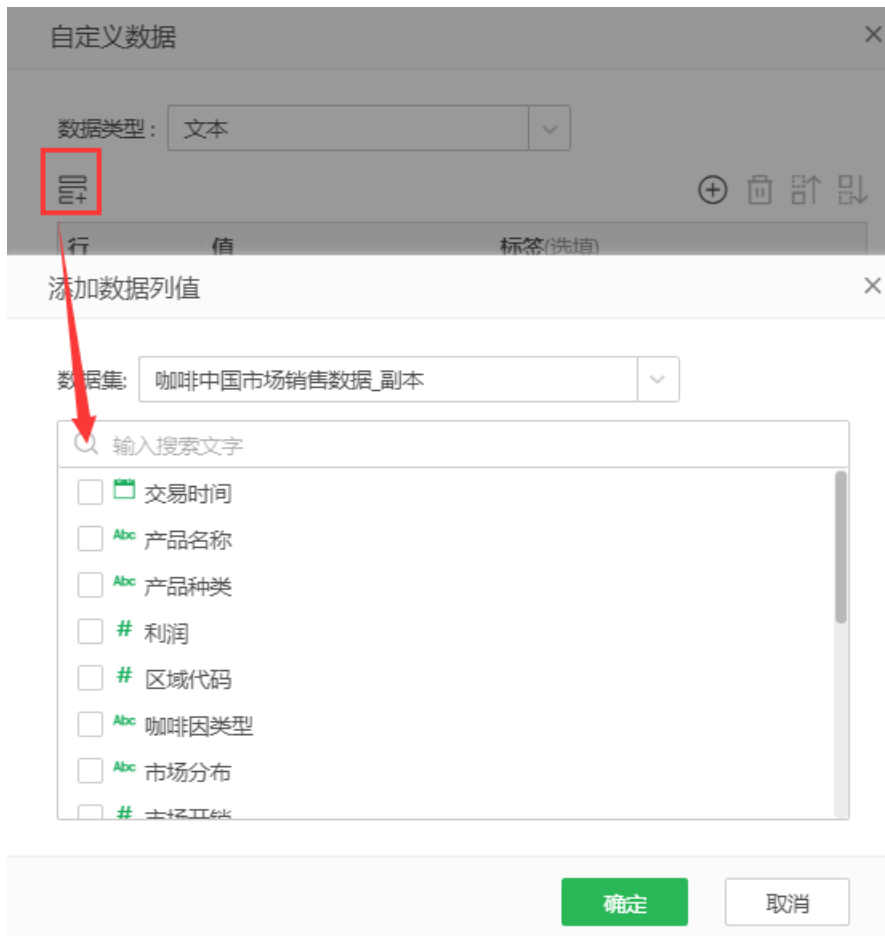 自定义数据
数据类型: 文本
行 值 标签(选填)
添加数据列值
数据集: 咖啡中国市场销售数据_副本
输入搜索文字
交易时间
Abc 产品名称
Abc 产品种类
# 利润
# 区域代码
Abc 咖啡因类型
Abc 市场分布
# 市场开销
确定 取消